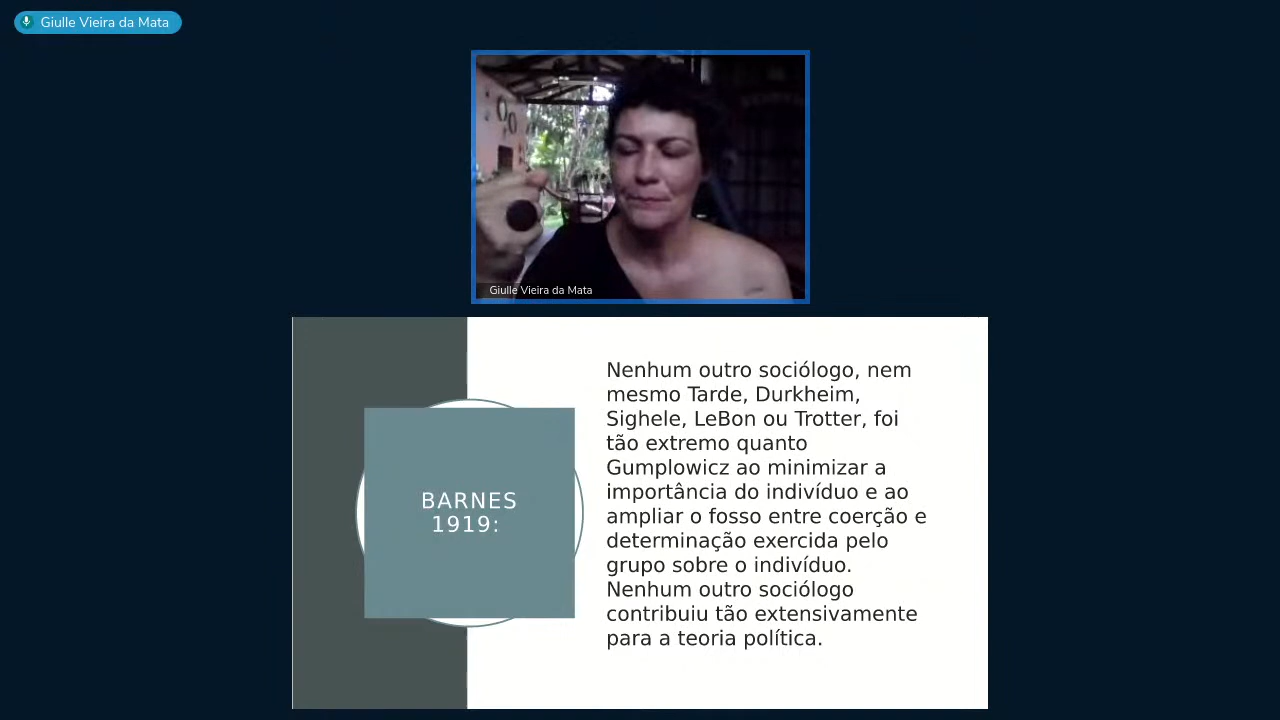 Giulle Vieira da Mata
Giulle Vieira da Mata
BARNES
1919:
Nenhum outro sociólogo, nem
mesmo Tarde, Durkheim,
Sighele, LeBon ou Trotter, foi
tão extremo quanto
Gumplowicz ao minimizar a
importância do indivíduo e ao
ampliar o fosso entre coerção e
determinação exercida pelo
grupo sobre o indivíduo.
Nenhum outro sociólogo
contribuiu tão extensivamente
para a teoria política.